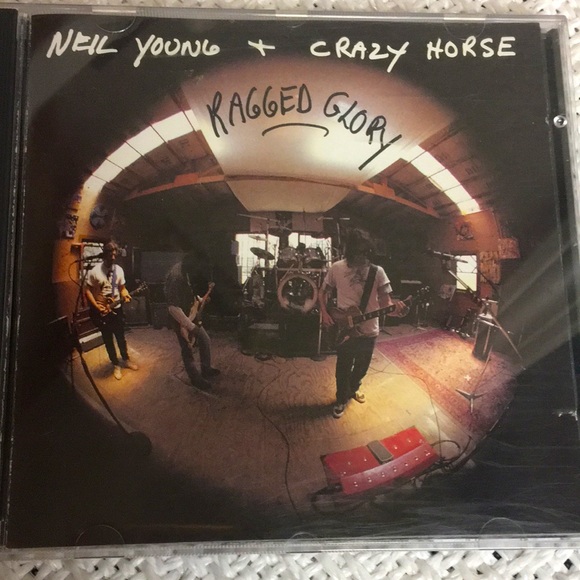 NEIL YOUNG + CRAZY HORSE
RAGGED GLORY